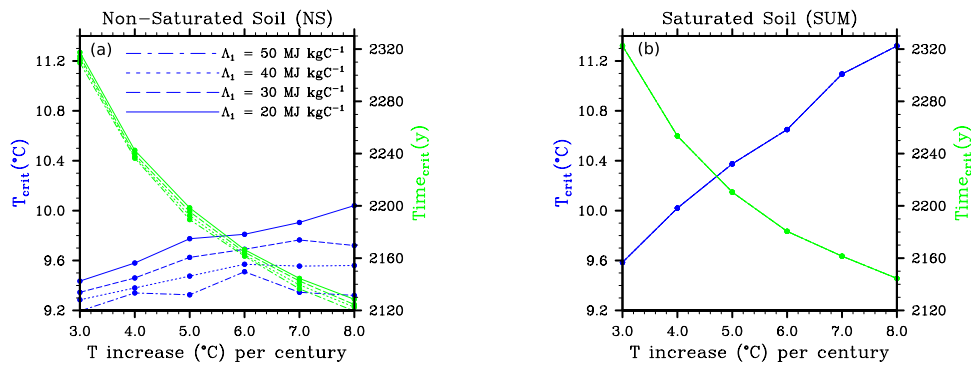 Non-Saturated Soil (NS)
(a)
Λ₁ = 50 MJ kgC⁻¹
Λ₁ = 40 MJ kgC⁻¹
Λ₁ = 30 MJ kgC⁻¹
Λ₁ = 20 MJ kgC⁻¹
11.2
10.8
10.4
10.0
9.6
9.2
T_crit(°C)
2320
2280
2240
2200
2160
2120
Time_crit(y)
3.0 4.0 5.0 6.0 7.0 8.0
T increase (°C) per century
Saturated Soil (SUM)
(b)
11.2
10.8
10.4
10.0
9.6
9.2
T_crit(°C)
2320
2280
2240
2200
2160
2120
Time_crit(y)
3.0 4.0 5.0 6.0 7.0 8.0
T increase (°C) per century